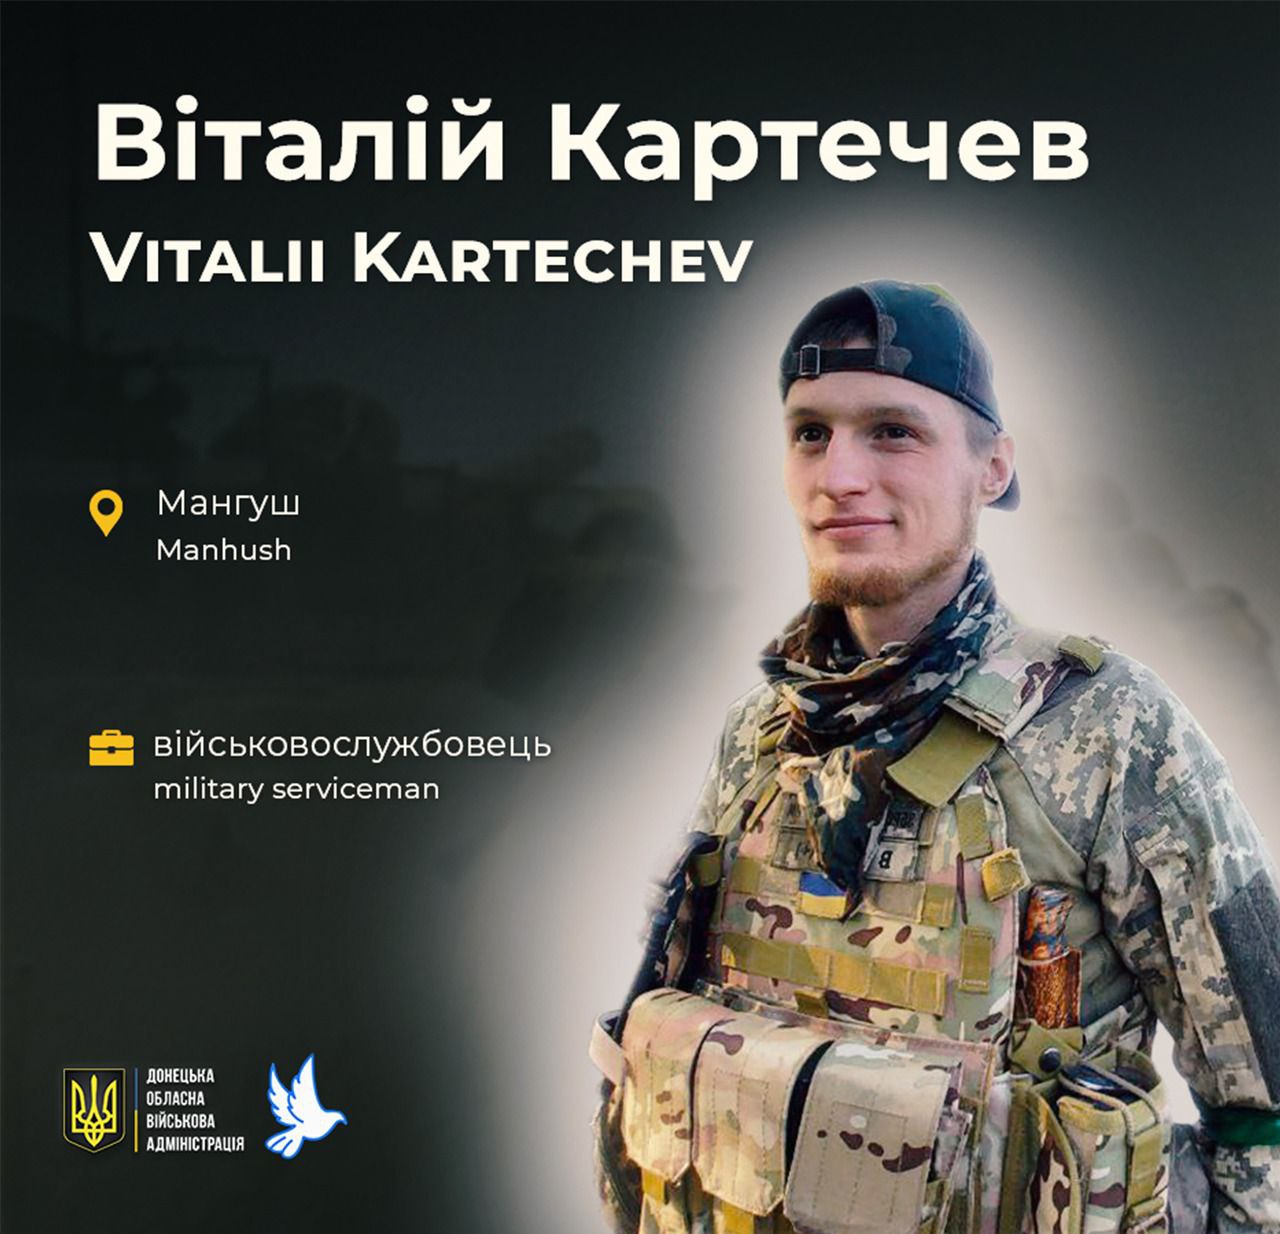 Віталій Картечев
Vitalii Kartechev
Мангуш
Manhush
військовослужбовець
military serviceman
ДОНЕЦЬКА
ОБЛАСНА
ВІЙСЬКОВА
АДМІНІСТРАЦІЯ